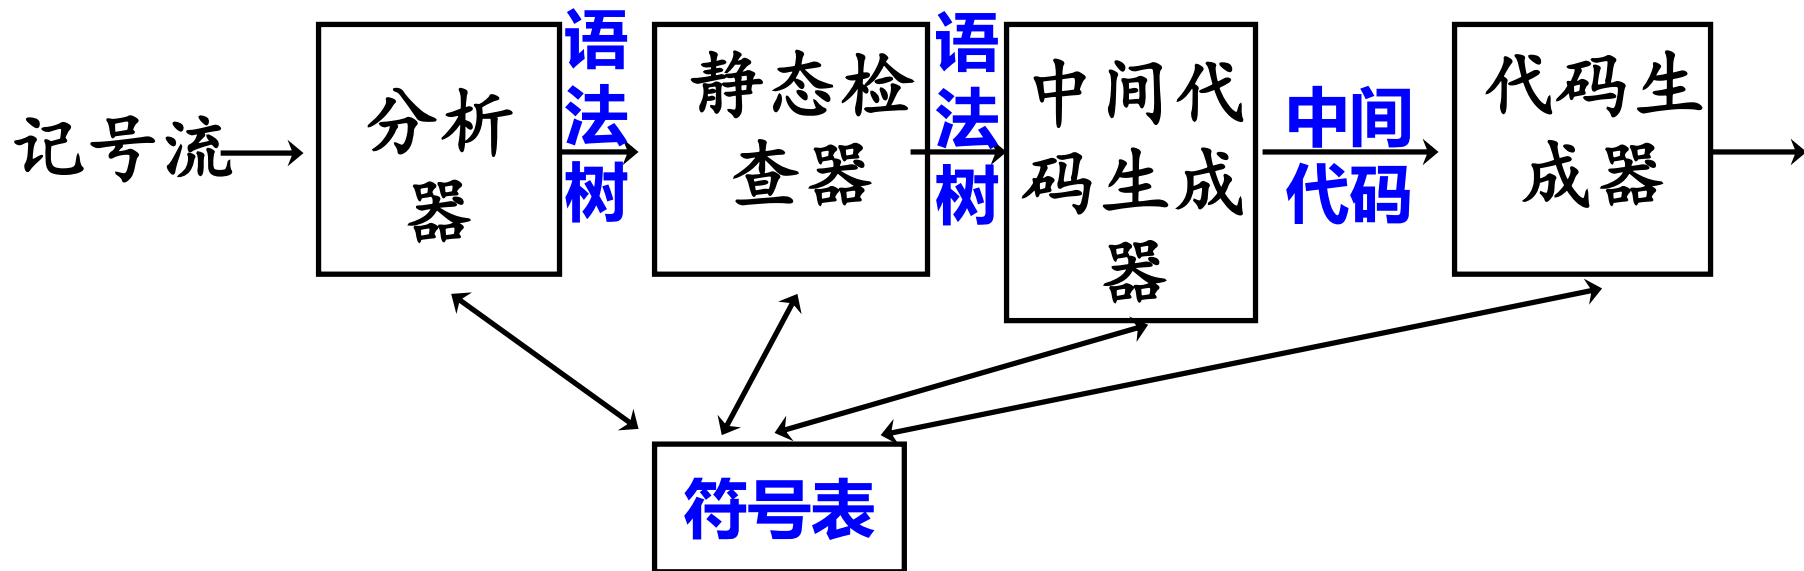 记号流
分析
器
语
法
树
静态检
查器
语
法
树
中间代
码生成
器
中间
代码
代码生
成器
符号表